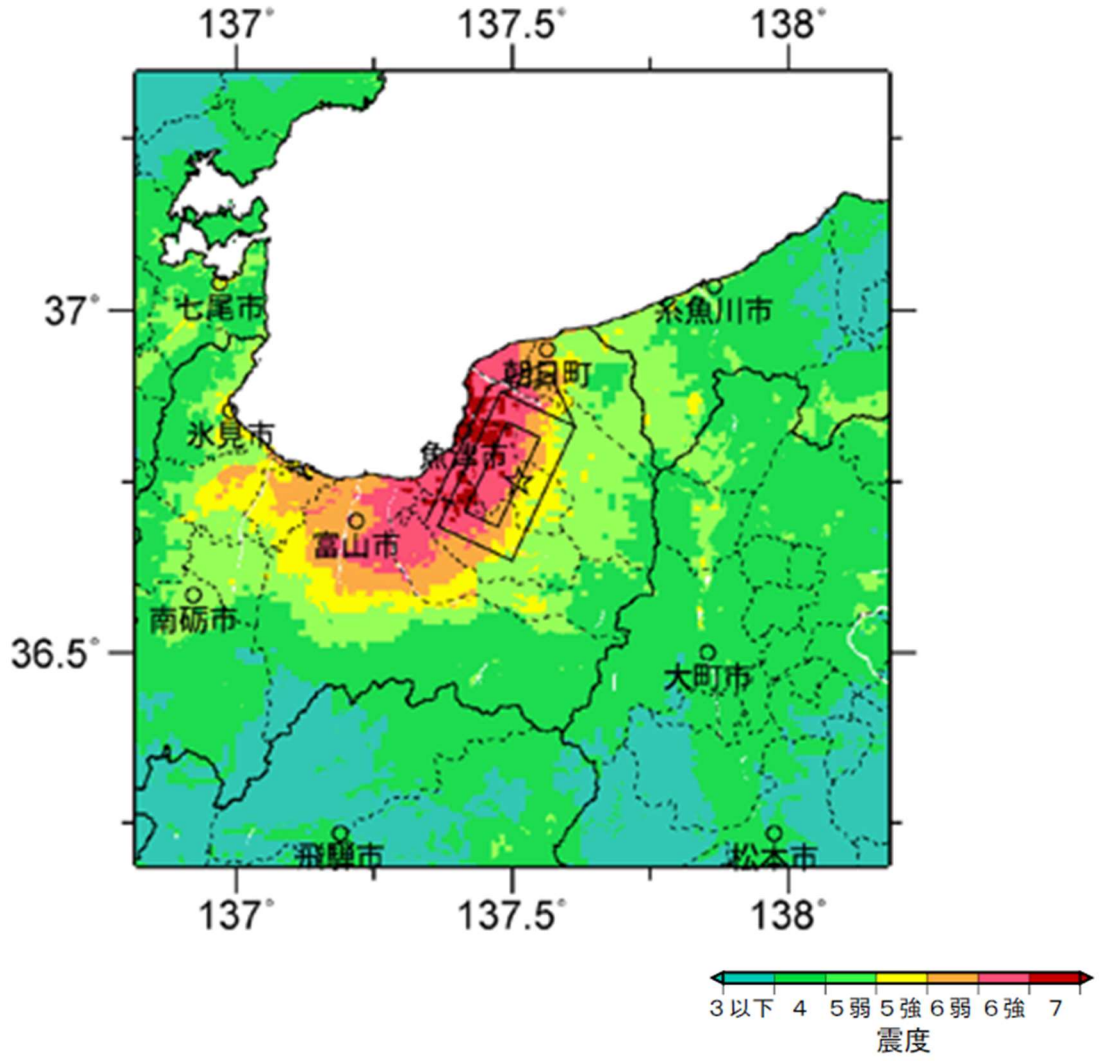 137° 137.5° 138°
37°
36.5°
七尾市
糸魚川市
朝日町
氷見市
魚津市
富山市
南砺市
大町市
飛騨市
松本市
137° 137.5° 138°
3以下 4 5弱 5強 6弱 6強 7
震度